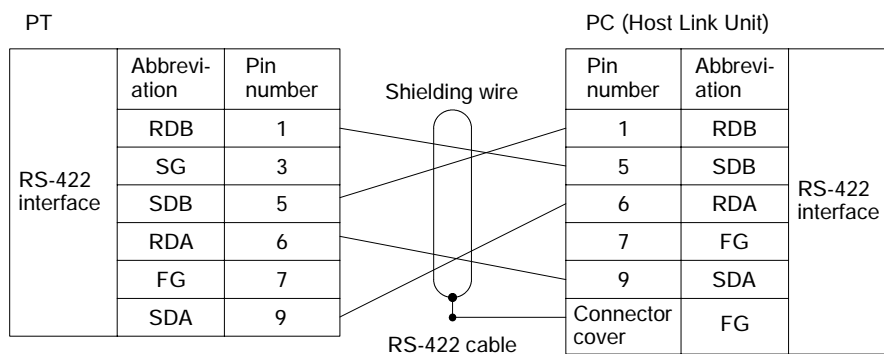 PT
PC (Host Link Unit)
Abbrevi-
ation
Pin
number
RDB 1
SG 3
SDB 5
RDA 6
FG 7
SDA 9
RS-422
interface
Shielding wire
RS-422 cable
Pin
number
Abbrevi-
ation
1 RDB
5 SDB
6 RDA
7 FG
9 SDA
Connector
cover
FG
RS-422
interface